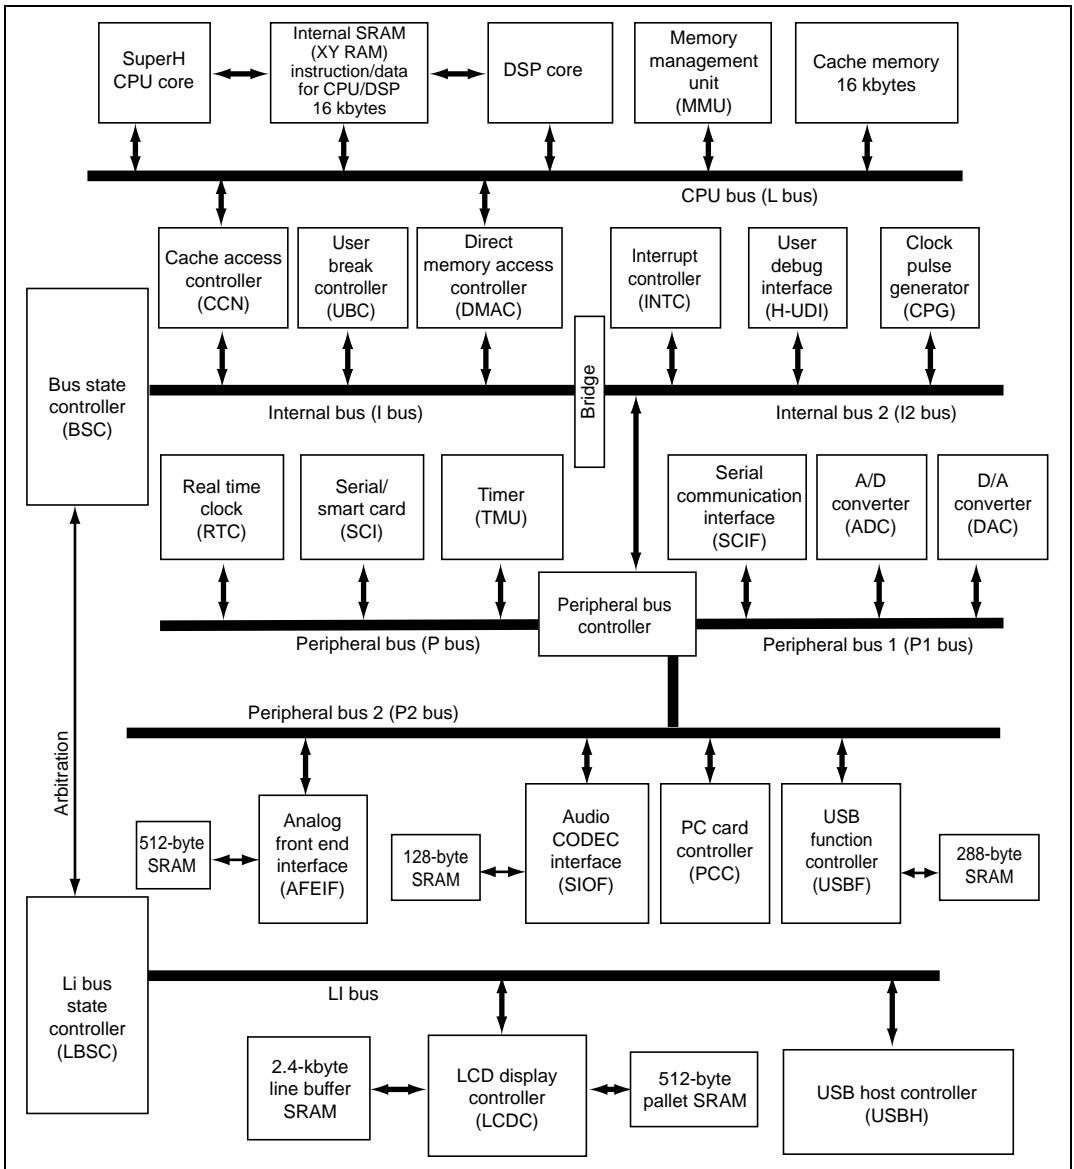 SuperH
CPU core
Internal SRAM
(XY RAM)
instruction/data
for CPU/DSP
16 kbytes
DSP core
Memory
management
unit
(MMU)
Cache memory
16 kbytes
CPU bus (L bus)
Cache access
controller
(CCN)
User
break
controller
(UBC)
Direct
memory access
controller
(DMAC)
Interrupt
controller
(INTC)
User
debug
interface
(H-UDI)
Clock
pulse
generator
(CPG)
Bus state
controller
(BSC)
Bridge
Internal bus (I bus)
Internal bus 2 (I2 bus)
Real time
clock
(RTC)
Serial/
smart card
(SCI)
Timer
(TMU)
Serial
communication
interface
(SCIF)
A/D
converter
(ADC)
D/A
converter
(DAC)
Peripheral bus
controller
Peripheral bus (P bus)
Peripheral bus 1 (P1 bus)
Peripheral bus 2 (P2 bus)
Arbitration
512-byte
SRAM
Analog
front end
interface
(AFEIF)
128-byte
SRAM
Audio
CODEC
interface
(SIOF)
PC card
controller
(PCC)
USB
function
controller
(USBF)
288-byte
SRAM
Li bus
state
controller
(LBSC)
LI bus
2.4-kbyte
line buffer
SRAM
LCD display
controller
(LCDC)
512-byte
pallet SRAM
USB host controller
(USBH)